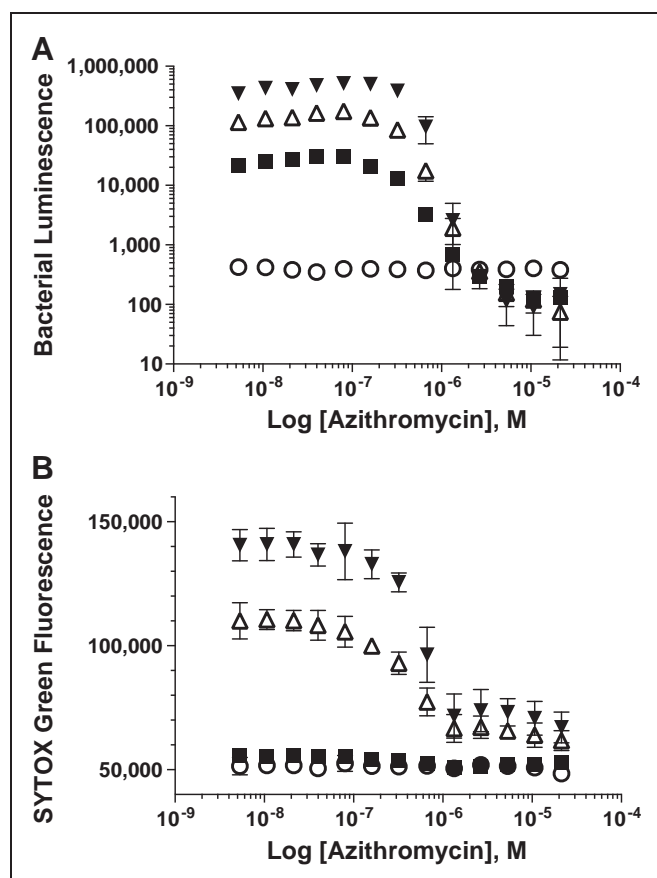 A
Bacterial Luminescence
1,000,000
100,000
10,000
1,000
100
10
10⁻⁹ 10⁻⁸ 10⁻⁷ 10⁻⁶ 10⁻⁵ 10⁻⁴
Log [Azithromycin], M
B
SYTOX Green Fluorescence
150,000
100,000
50,000
10⁻⁹ 10⁻⁸ 10⁻⁷ 10⁻⁶ 10⁻⁵ 10⁻⁴
Log [Azithromycin], M